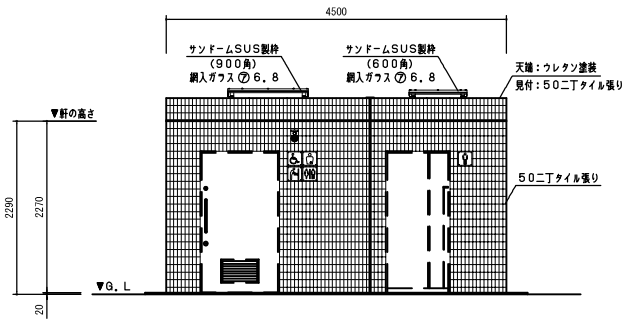 4500
サンドームSUS製枠
(900角)
網入ガラス ㋐ 6.8
サンドームSUS製枠
(600角)
網入ガラス ㋐ 6.8
天端：ウレタン塗装
見付：50二丁タイル張り
▼軒の高さ
50二丁タイル張り
2290
2270
▼G.L
20